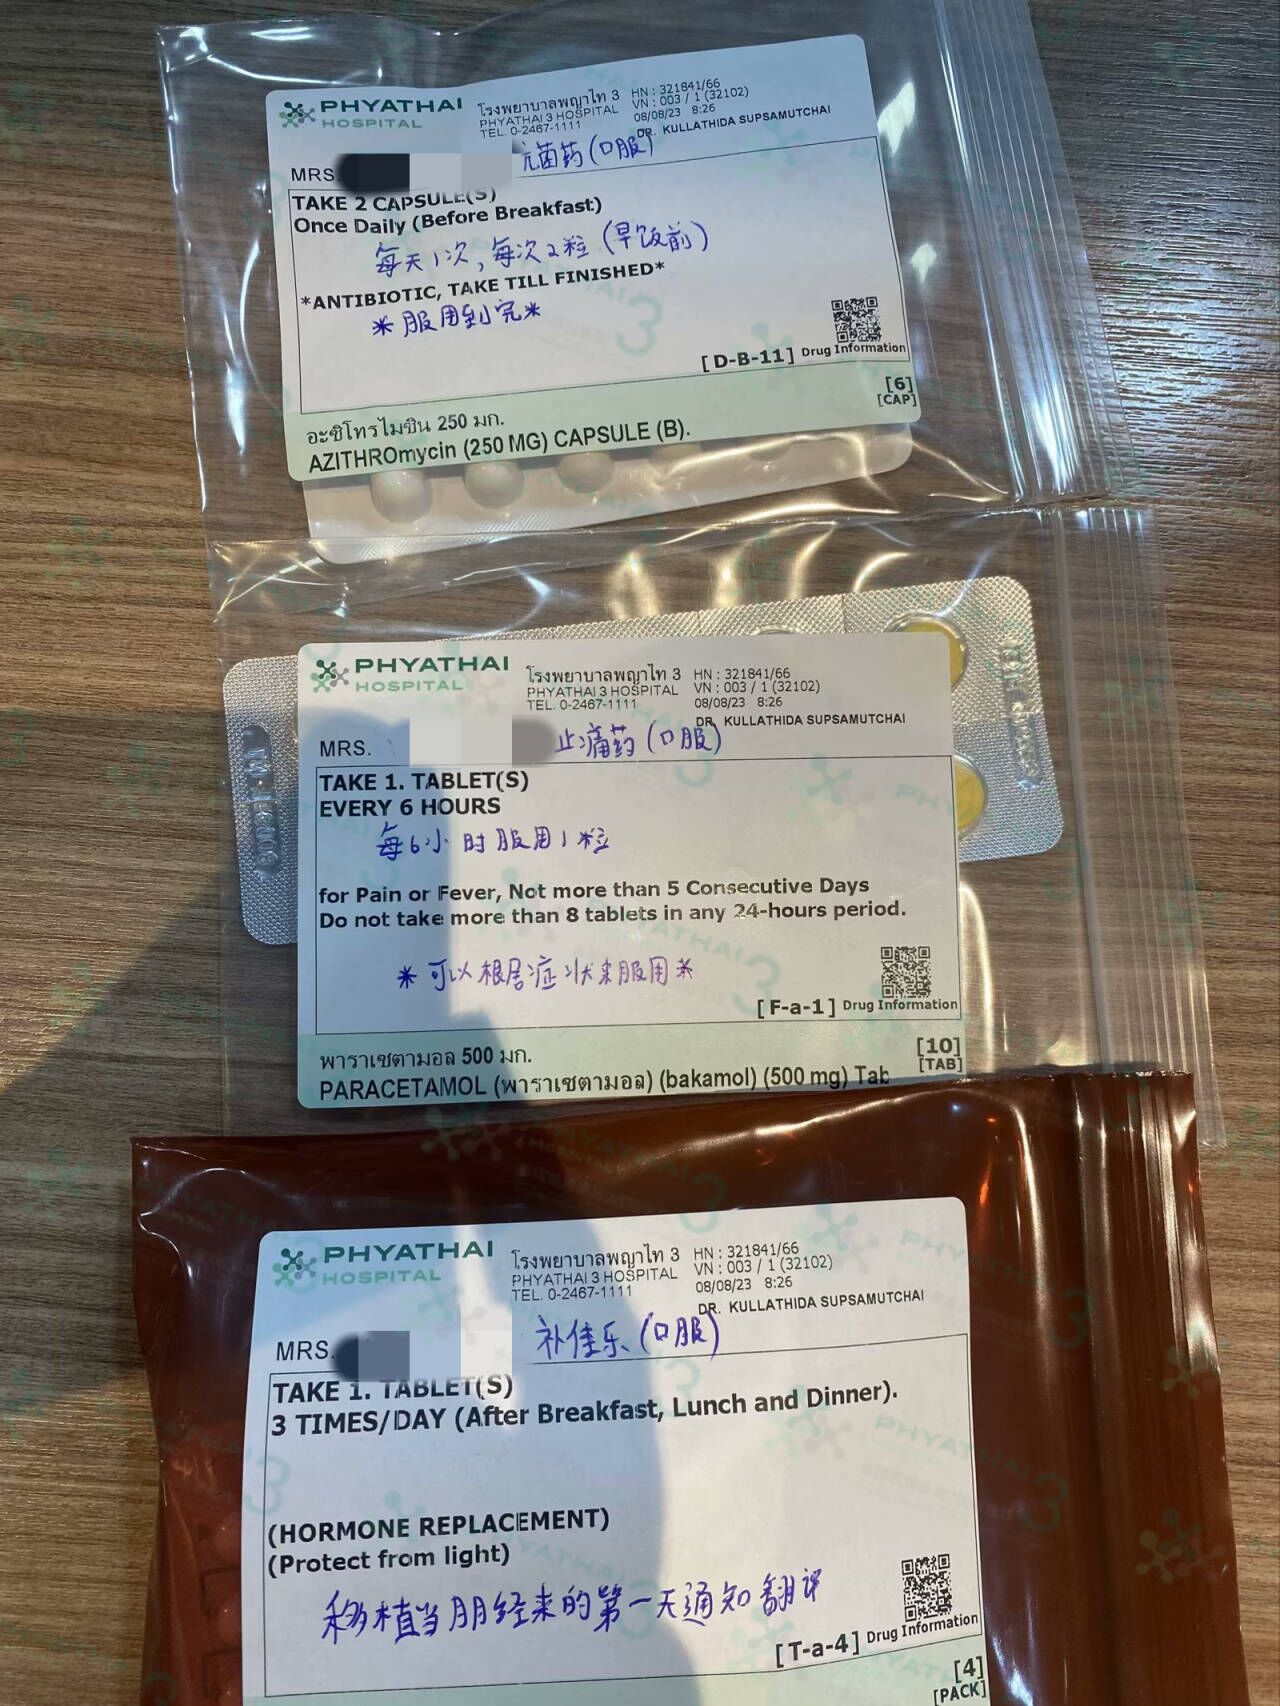 PHYATHAI
HOSPITAL
โรงพยาบาลพญาไท 3
PHYATHAI 3 HOSPITAL
TEL. 0-2467-1111
HN : 321841/66
VN : 003 / 1 (32102)
08/08/23 8:26
DR. KULLATHIDA SUPSAMUTCHAI
MRS.
抗菌药(口服)
TAKE 2 CAPSULE(S)
Once Daily (Before Breakfast)
每天1次,每次2粒(早饭前)
*ANTIBIOTIC, TAKE TILL FINISHED*
*服用到完*
[ D-B-11 ] Drug Information
[6]
[CAP]
อะซิโทรไมซิน 250 มก.
AZITHROmycin (250 MG) CAPSULE (B).
PHYATHAI
HOSPITAL
โรงพยาบาลพญาไท 3
PHYATHAI 3 HOSPITAL
TEL. 0-2467-1111
HN : 321841/66
VN : 003 / 1 (32102)
08/08/23 8:26
DR. KULLATHIDA SUPSAMUTCHAI
MRS.
止痛药(口服)
TAKE 1. TABLET(S)
EVERY 6 HOURS
每6小时服用1粒
for Pain or Fever, Not more than 5 Consecutive Days
Do not take more than 8 tablets in any 24-hours period.
*可以根居症状来服用*
[ F-a-1 ] Drug Information
[10]
[TAB]
พาราเซตามอล 500 มก.
PARACETAMOL (พาราเซตามอล) (bakamol) (500 mg) Tab
PHYATHAI
HOSPITAL
โรงพยาบาลพญาไท 3
PHYATHAI 3 HOSPITAL
TEL. 0-2467-1111
HN : 321841/66
VN : 003 / 1 (32102)
08/08/23 8:26
DR. KULLATHIDA SUPSAMUTCHAI
MRS.
补佳乐(口服)
TAKE 1. TABLET(S)
3 TIMES/DAY (After Breakfast, Lunch and Dinner).
(HORMONE REPLACEMENT)
(Protect from light)
移植当月月经来的第一天通知翻译
[ T-a-4 ] Drug Information
[4]
[PACK]